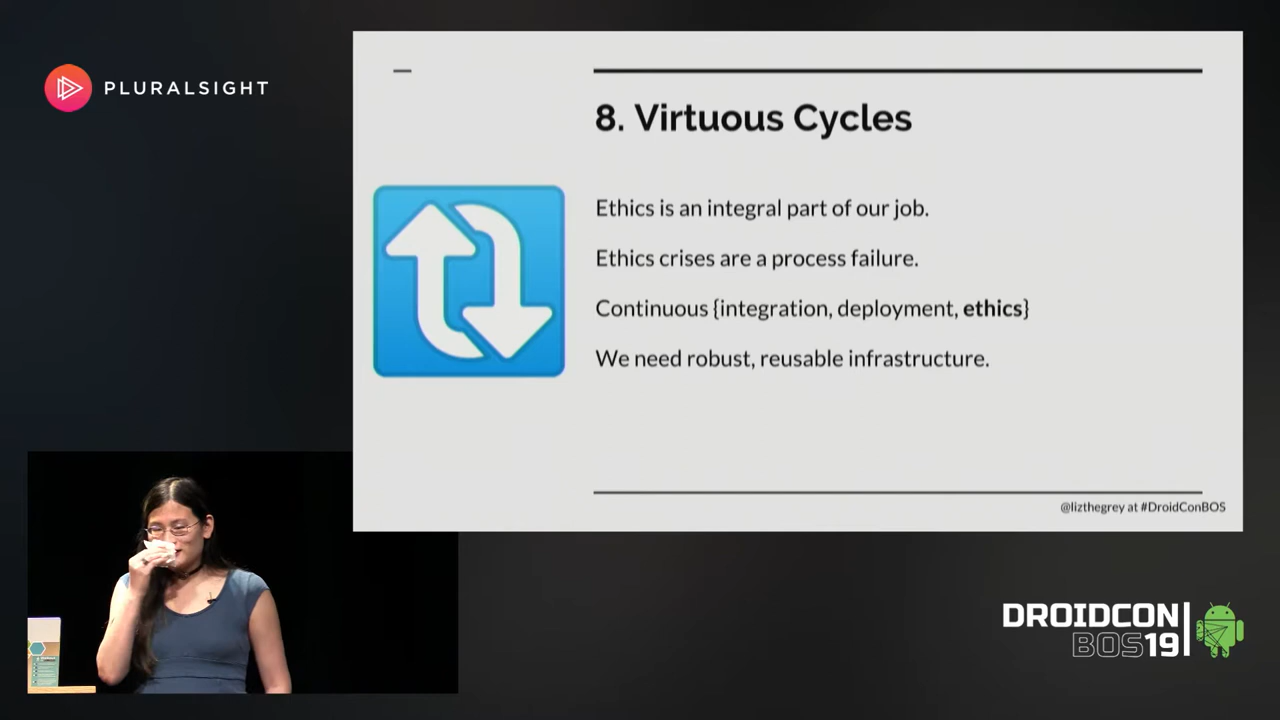 PLURALSIGHT
8. Virtuous Cycles
Ethics is an integral part of our job.
Ethics crises are a process failure.
Continuous {integration, deployment, ethics}
We need robust, reusable infrastructure.
@lizthegrey at #DroidConBOS
DROIDCON
BOS19